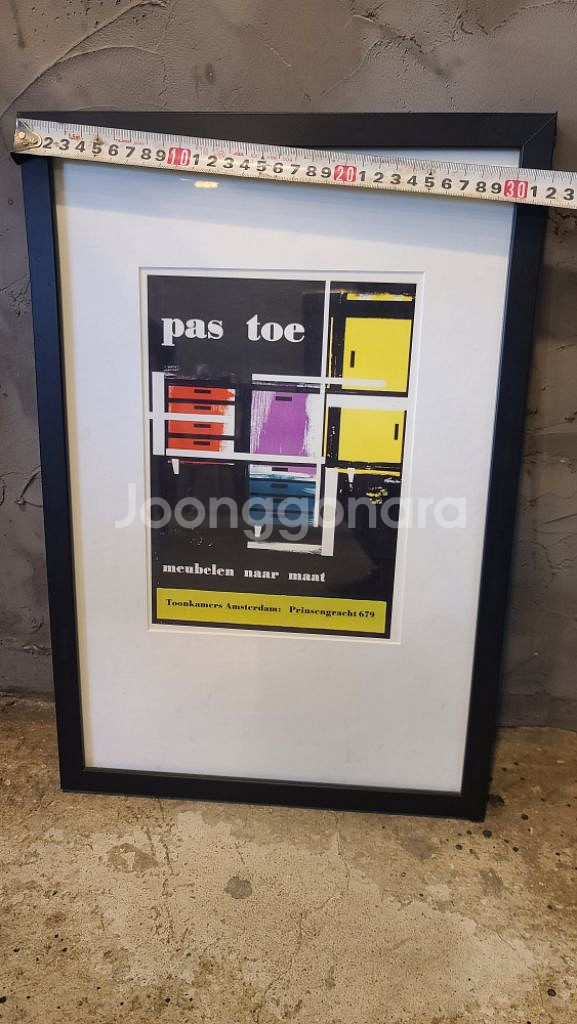 2 3 4 5 6 7 8 9 10 1 2 3 4 5 6 7 8 9 20 1 2 3 4 5 6 7 8 9 30 1 2 3
pas toe
Joonggonara
meubelen naar maat
Toonkamers Amsterdam: Prinsengracht 679